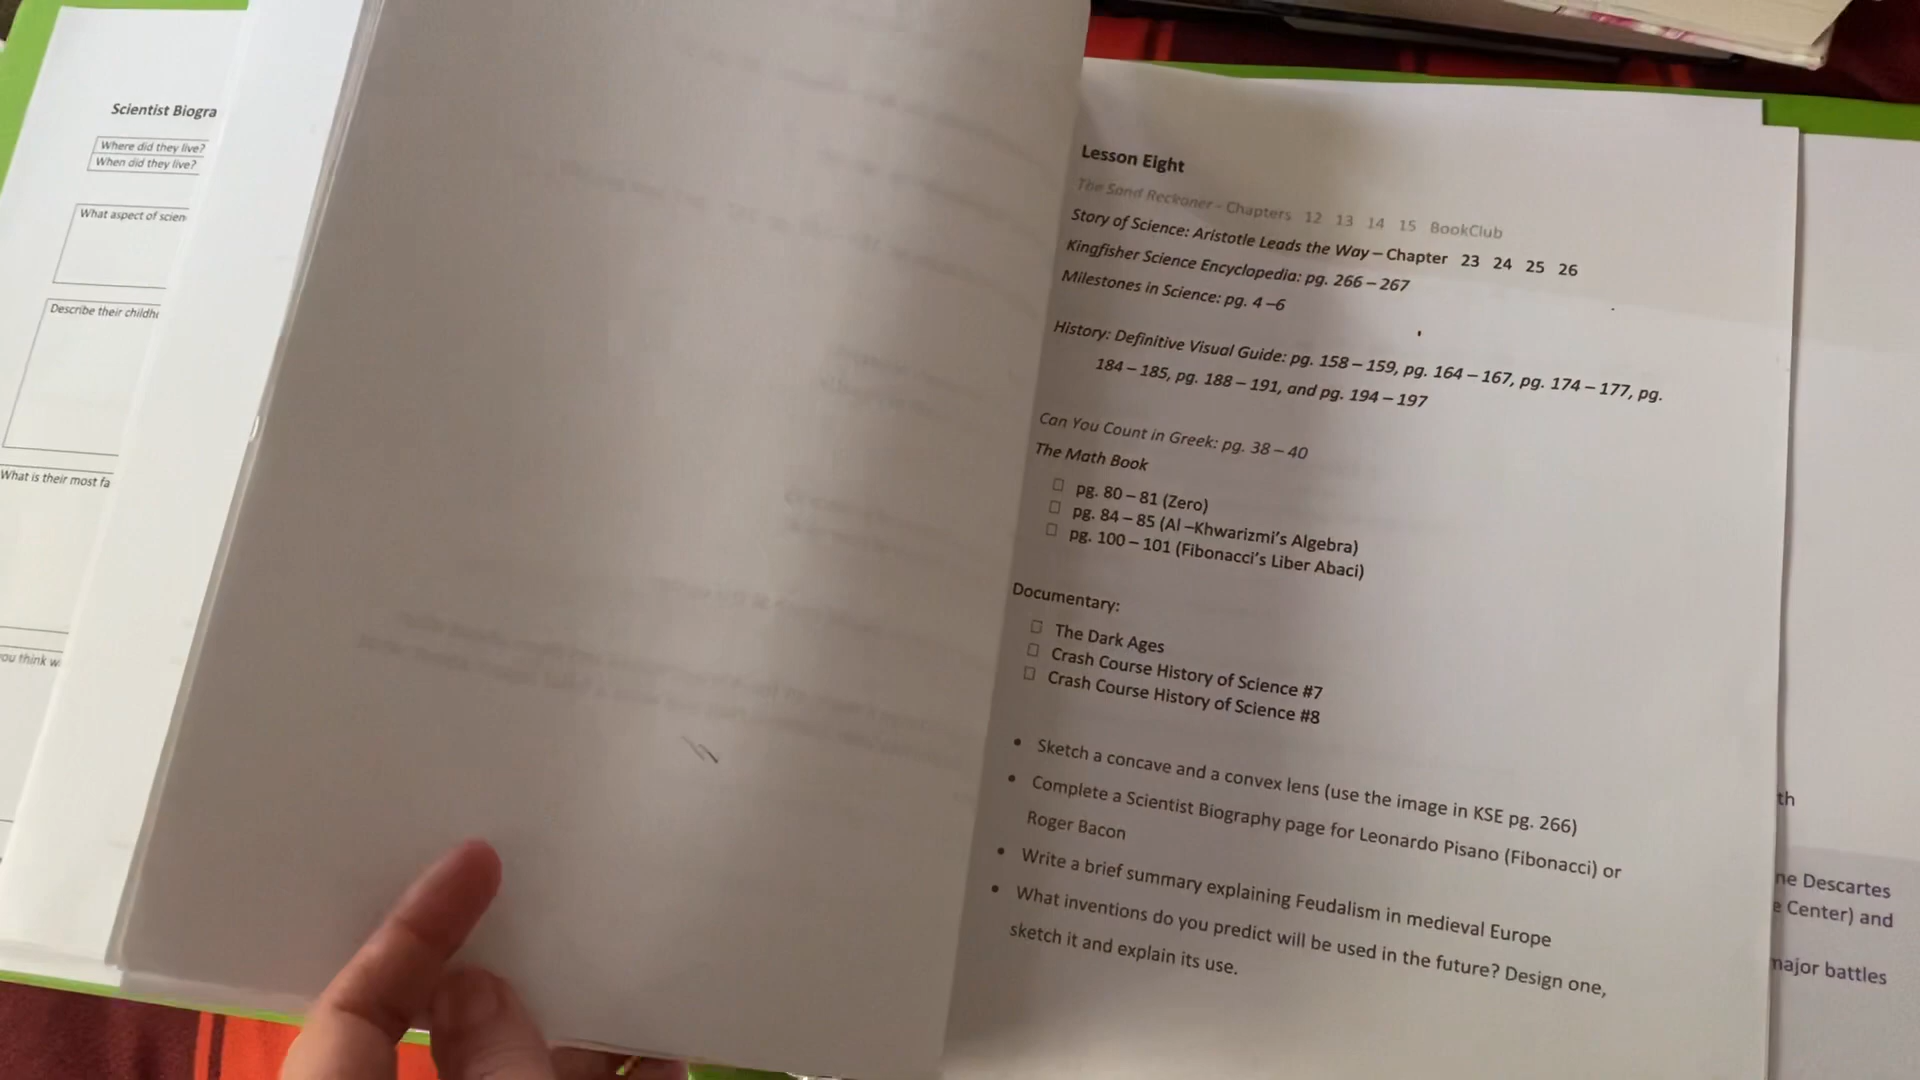 Scientist Biogra
Where did they live?
When did they live?
What aspect of scien
Describe their childh
What is their most fa
ou think w
Lesson Eight
The Sand Reckoner – Chapters 12 13 14 15 BookClub
Story of Science: Aristotle Leads the Way – Chapter 23 24 25 26
Kingfisher Science Encyclopedia: pg. 266 – 267
Milestones in Science: pg. 4 –6
History: Definitive Visual Guide: pg. 158 – 159, pg. 164 – 167, pg. 174 – 177, pg.
184 – 185, pg. 188 – 191, and pg. 194 – 197
Can You Count in Greek: pg. 38 – 40
The Math Book
pg. 80 – 81 (Zero)
pg. 84 – 85 (Al –Khwarizmi's Algebra)
pg. 100 – 101 (Fibonacci's Liber Abaci)
Documentary:
The Dark Ages
Crash Course History of Science #7
Crash Course History of Science #8
• Sketch a concave and a convex lens (use the image in KSE pg. 266)
• Complete a Scientist Biography page for Leonardo Pisano (Fibonacci) or
Roger Bacon
• Write a brief summary explaining Feudalism in medieval Europe
• What inventions do you predict will be used in the future? Design one,
sketch it and explain its use.
th
ne Descartes
e Center) and
major battles